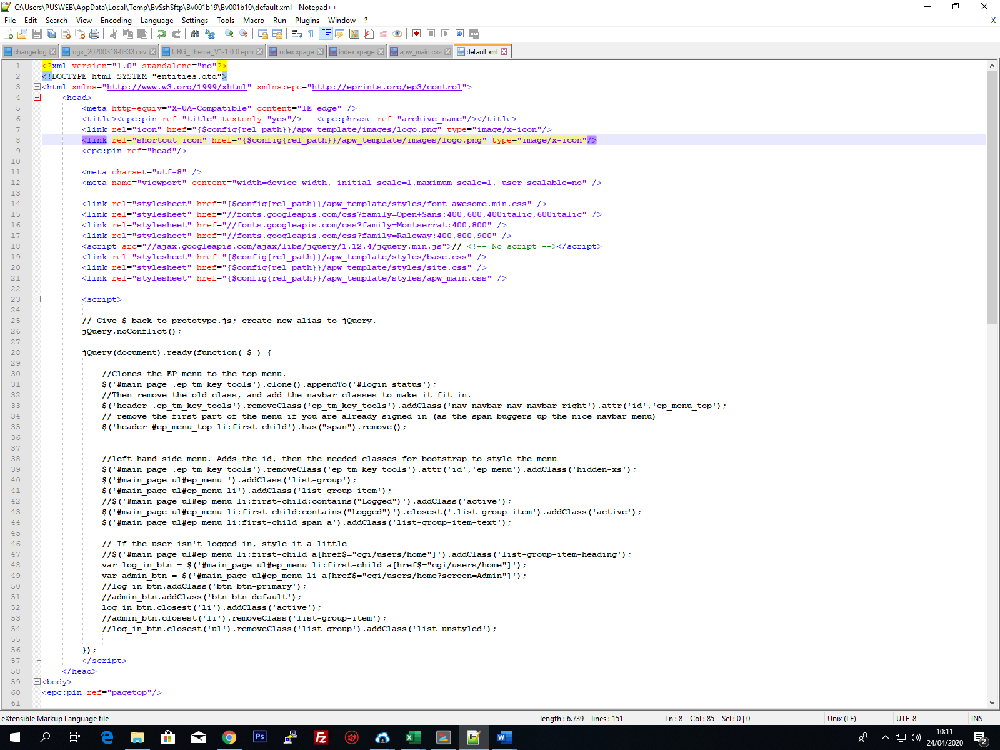 C:\Users\PUSWEB\AppData\Local\Temp\BvSshSftp\Bv001b19\Bv001b19\default.xml - Notepad++
File Edit Search View Encoding Language Settings Tools Macro Run Plugins Window ? X
change.log logs_20200318-0833.csv UBG_Theme_V1-1.0.0.epm index.xpage index.xpage apw_main.css default.xml
1 <?xml version="1.0" standalone="no"?>
2 <!DOCTYPE html SYSTEM "entities.dtd">
3 <html xmlns="http://www.w3.org/1999/xhtml" xmlns:epc="http://eprints.org/ep3/control">
4 <head>
5 <meta http-equiv="X-UA-Compatible" content="IE=edge" />
6 <title><epc:pin ref="title" textonly="yes"/> - <epc:phrase ref="archive_name"/></title>
7 <link rel="icon" href="{$config{rel_path}}/apw_template/images/logo.png" type="image/x-icon"/>
8 <link rel="shortcut icon" href="{$config{rel_path}}/apw_template/images/logo.png" type="image/x-icon"/>
9 <epc:pin ref="head"/>
10
11 <meta charset="utf-8" />
12 <meta name="viewport" content="width=device-width, initial-scale=1,maximum-scale=1, user-scalable=no" />
13
14 <link rel="stylesheet" href="{$config{rel_path}}/apw_template/styles/font-awesome.min.css" />
15 <link rel="stylesheet" href="//fonts.googleapis.com/css?family=Open+Sans:400,600,400italic,600italic" />
16 <link rel="stylesheet" href="//fonts.googleapis.com/css?family=Montserrat:400,800" />
17 <link rel="stylesheet" href="//fonts.googleapis.com/css?family=Raleway:400,800,900" />
18 <script src="//ajax.googleapis.com/ajax/libs/jquery/1.12.4/jquery.min.js">// <!-- No script --></script>
19 <link rel="stylesheet" href="{$config{rel_path}}/apw_template/styles/base.css" />
20 <link rel="stylesheet" href="{$config{rel_path}}/apw_template/styles/site.css" />
21 <link rel="stylesheet" href="{$config{rel_path}}/apw_template/styles/apw_main.css" />
22
23 <script>
24
25 // Give $ back to prototype.js; create new alias to jQuery.
26 jQuery.noConflict();
27
28 jQuery(document).ready(function( $ ) {
29
30 //Clones the EP menu to the top menu.
31 $('#main_page .ep_tm_key_tools').clone().appendTo('#login_status');
32 //Then remove the old class, and add the navbar classes to make it fit in.
33 $('header .ep_tm_key_tools').removeClass('ep_tm_key_tools').addClass('nav navbar-nav navbar-right').attr('id','ep_menu_top');
34 // remove the first part of the menu if you are already signed in (as the span buggers up the nice navbar menu)
35 $('header #ep_menu_top li:first-child').has("span").remove();
36
37
38 //left hand side menu. Adds the id, then the needed classes for bootstrap to style the menu
39 $('#main_page .ep_tm_key_tools').removeClass('ep_tm_key_tools').attr('id','ep_menu').addClass('hidden-xs');
40 $('#main_page ul#ep_menu ').addClass('list-group');
41 $('#main_page ul#ep_menu li').addClass('list-group-item');
42 //$('#main_page ul#ep_menu li:first-child:contains("Logged")').addClass('active');
43 $('#main_page ul#ep_menu li:first-child:contains("Logged")').closest('.list-group-item').addClass('active');
44 $('#main_page ul#ep_menu li:first-child span a').addClass('list-group-item-text');
45
46 // If the user isn't logged in, style it a little
47 //$('#main_page ul#ep_menu li:first-child a[href$="cgi/users/home"]').addClass('list-group-item-heading');
48 var log_in_btn = $('#main_page ul#ep_menu li:first-child a[href$="cgi/users/home"]');
49 var admin_btn = $('#main_page ul#ep_menu li a[href$="cgi/users/home?screen=Admin"]');
50 //log_in_btn.addClass('btn btn-primary');
51 //admin_btn.addClass('btn btn-default');
52 log_in_btn.closest('li').addClass('active');
53 //admin_btn.closest('li').removeClass('list-group-item');
54 //log_in_btn.closest('ul').removeClass('list-group').addClass('list-unstyled');
55
56 });
57 </script>
58 </head>
59 <body>
60 <epc:pin ref="pagetop"/>
61
eXtensible Markup Language file length : 6.739 lines : 151 Ln : 8 Col : 85 Sel : 0 | 0 Unix (LF) UTF-8 INS
10:11
24/04/2020
2